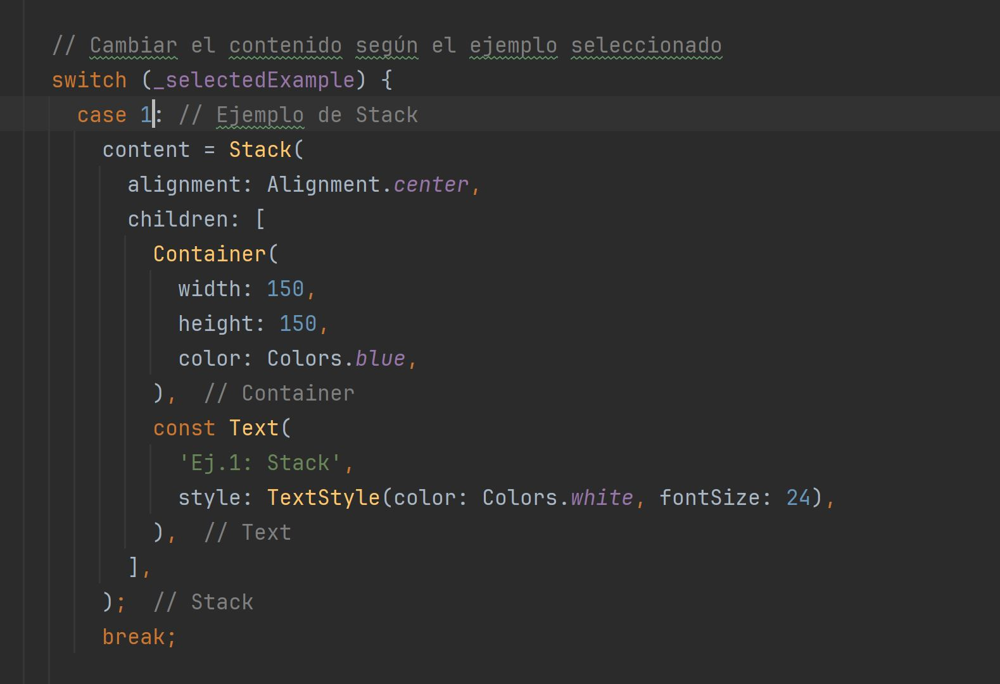 // Cambiar el contenido según el ejemplo seleccionado
switch (_selectedExample) {
case 1: // Ejemplo de Stack
content = Stack(
alignment: Alignment.center,
children: [
Container(
width: 150,
height: 150,
color: Colors.blue,
), // Container
const Text(
'Ej.1: Stack',
style: TextStyle(color: Colors.white, fontSize: 24),
), // Text
],
); // Stack
break;